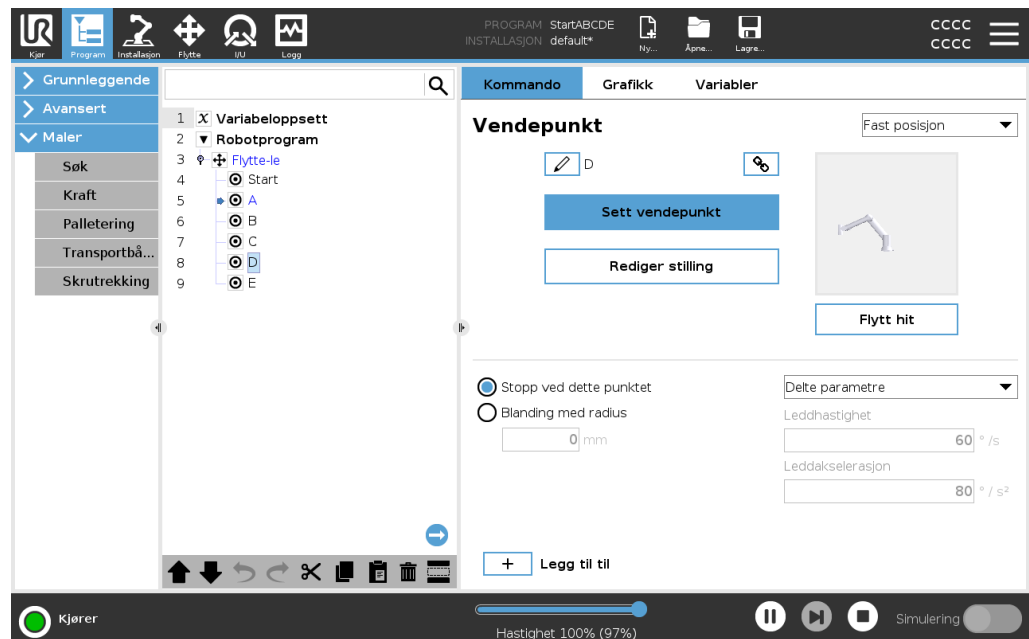 PROGRAM StartABCDE
INSTALLASJON default*
Kjør Program Installasjon Flytte I/U Logg Ny... Åpne... Lagre...
CCCC
CCCC
Grunnleggende
Avansert
Maler
Søk
Kraft
Palletering
Transportbå...
Skrutrekking
1 X Variabeloppsett
2 Robotprogram
3 Flytte-le
4 Start
5 A
6 B
7 C
8 D
9 E
Kommando Grafikk Variabler
Vendepunkt
Fast posisjon
D
Sett vendepunkt
Rediger stilling
Flytt hit
Stopp ved dette punktet
Delte parametre
Blanding med radius
Leddhastighet
0 mm
60 ° /s
Leddakselerasjon
80 ° / s²
+ Legg til til
Kjører
Hastighet 100% (97%)
Simulering